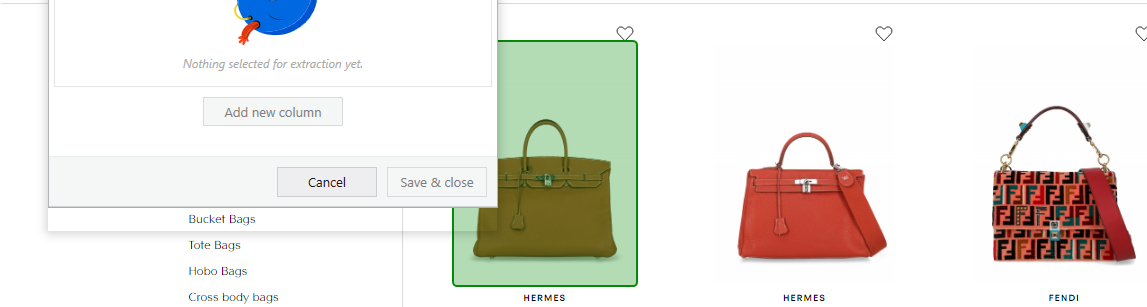 Nothing selected for extraction yet.
Add new column
Cancel
Save & close
Bucket Bags
Tote Bags
Hobo Bags
Cross body bags
HERMES
HERMES
FENDI